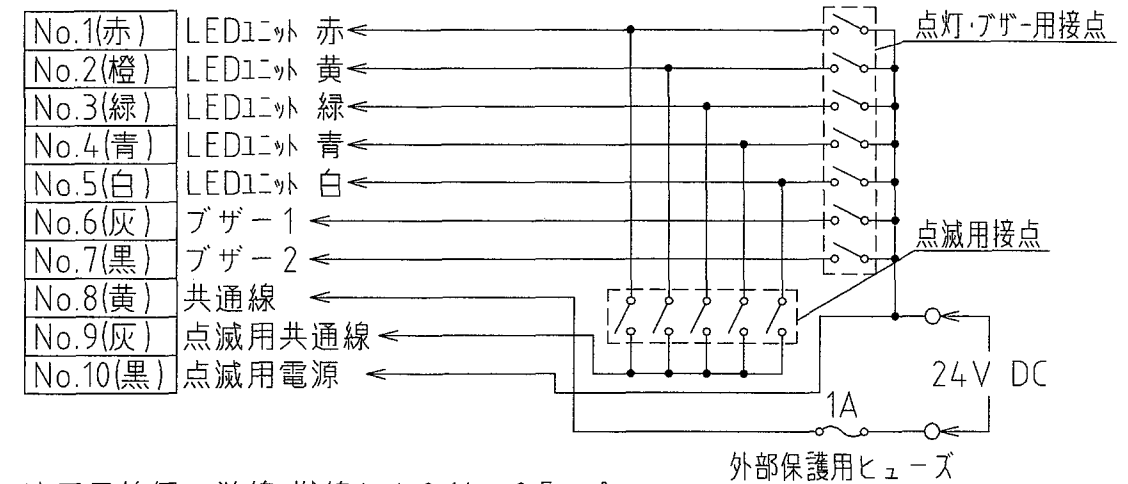 No.1(赤) LEDユニット 赤
No.2(橙) LEDユニット 黄
No.3(緑) LEDユニット 緑
No.4(青) LEDユニット 青
No.5(白) LEDユニット 白
No.6(灰) ブザー1
No.7(黒) ブザー2
No.8(黄) 共通線
No.9(灰) 点滅用共通線
No.10(黒) 点滅用電源
点灯・ブザー用接点
点滅用接点
24V DC
1A
外部保護用ヒューズ